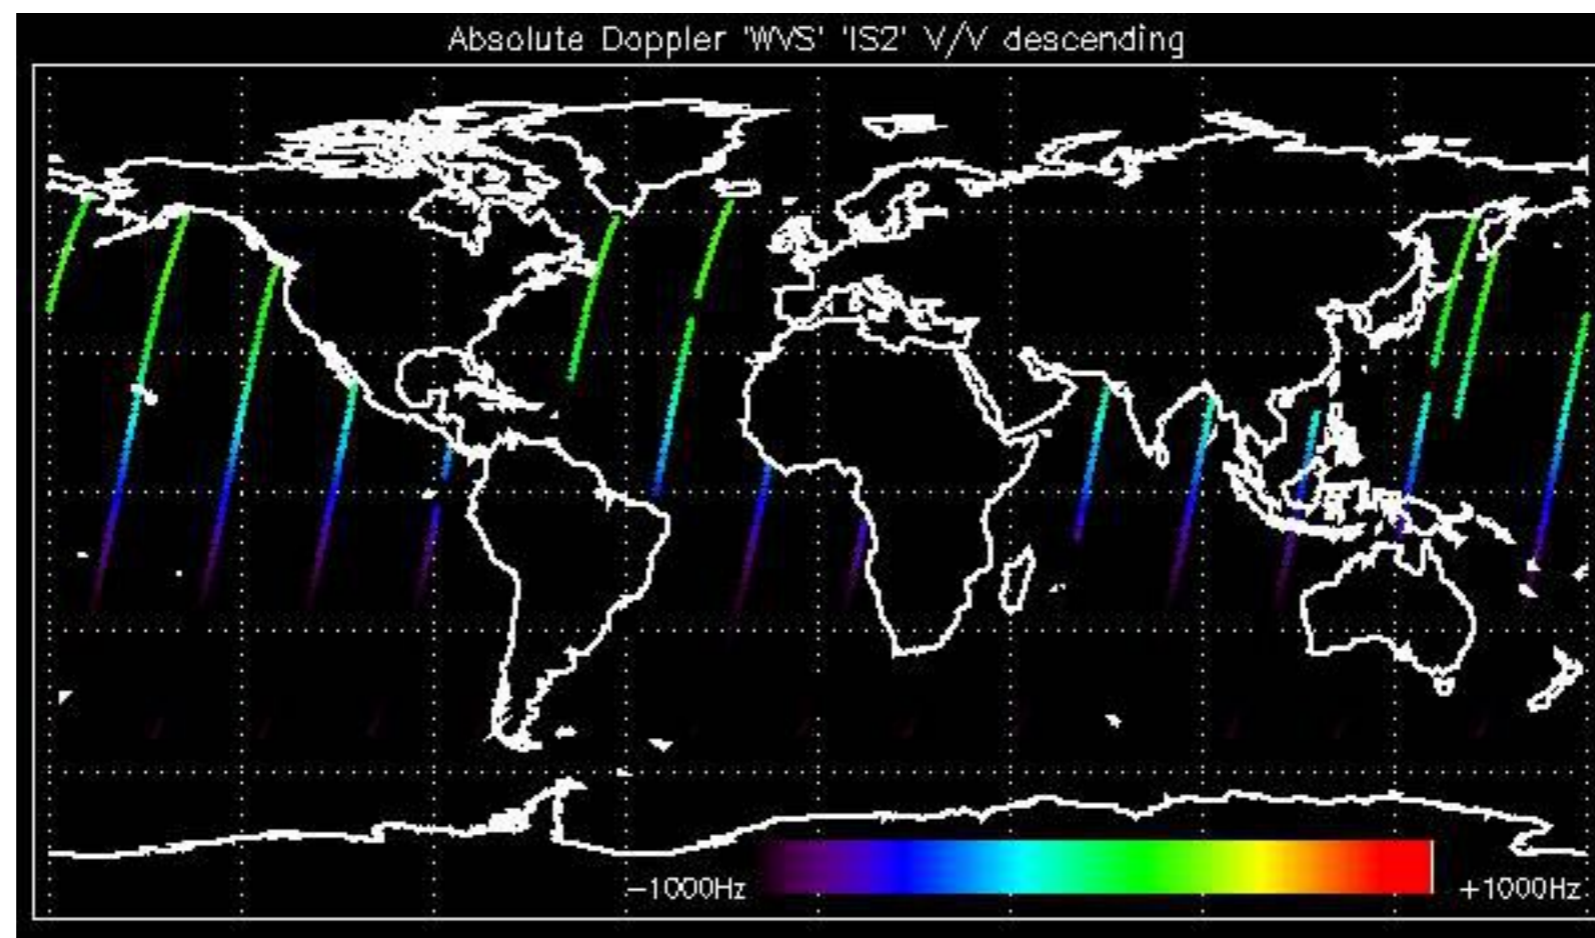 Absolute Doppler 'WVS' 'IS2' V/V descending
-1000Hz
+1000Hz